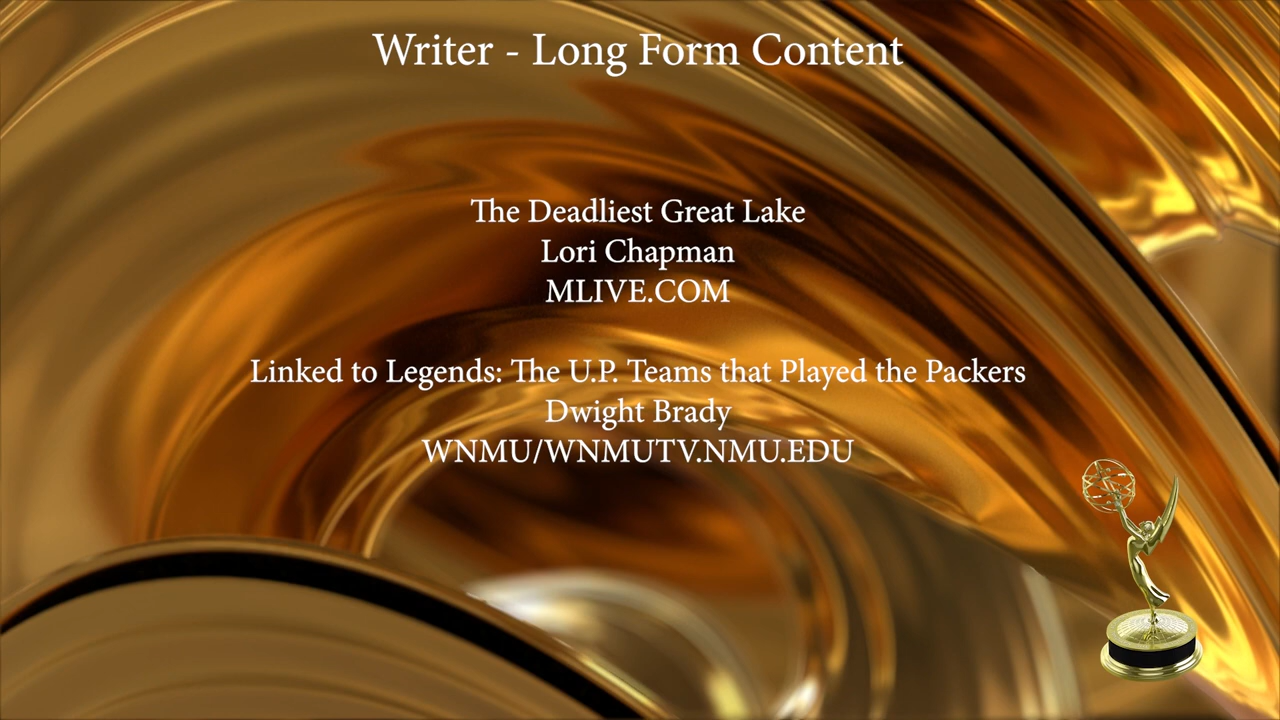 Writer - Long Form Content
The Deadliest Great Lake
Lori Chapman
MLIVE.COM
Linked to Legends: The U.P. Teams that Played the Packers
Dwight Brady
WNMU/WNMUTV.NMU.EDU